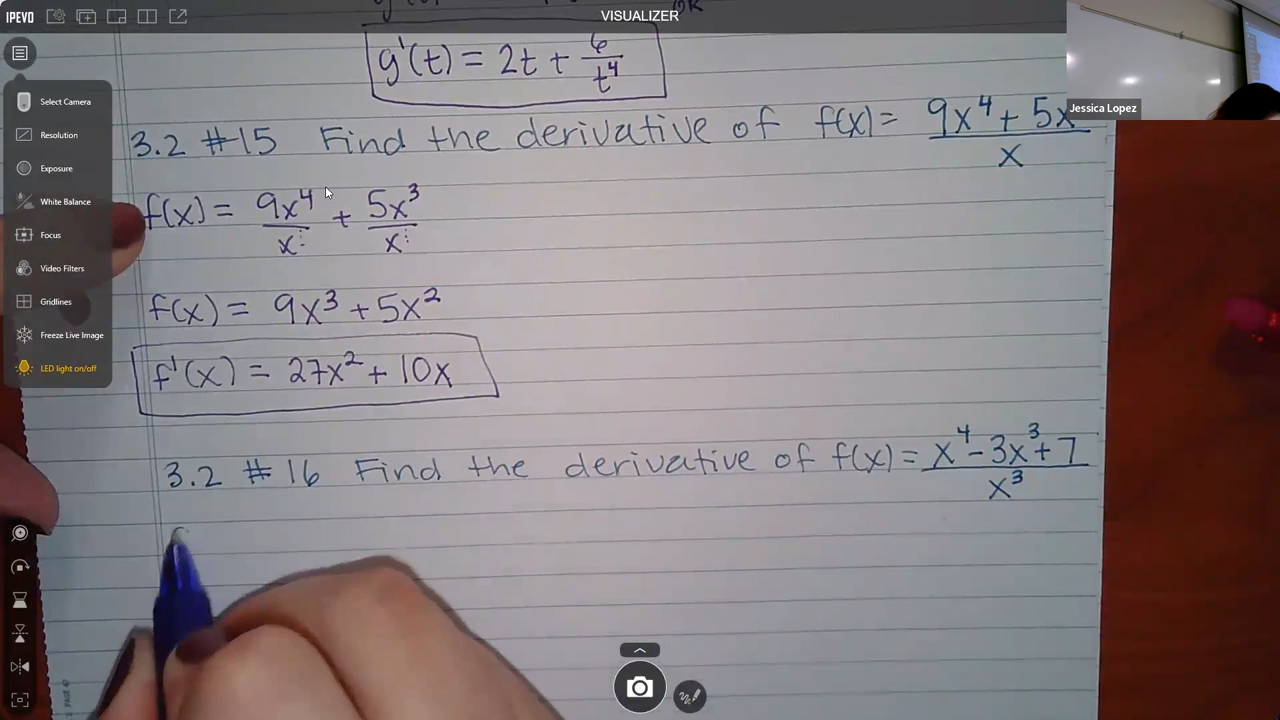 IPEVO
VISUALIZER
Select Camera
Resolution
Exposure
White Balance
Focus
Video Filters
Gridlines
Freeze Live Image
LED light on/off
Jessica Lopez
g'(t) = 2t + 6/t⁴
3.2 #15 Find the derivative of f(x) = 9x⁴ + 5x / x
f(x) = 9x⁴/x + 5x³/x
f(x) = 9x³ + 5x²
f'(x) = 27x² + 10x
3.2 #16 Find the derivative of f(x) = x⁴ - 3x³ + 7 / x³